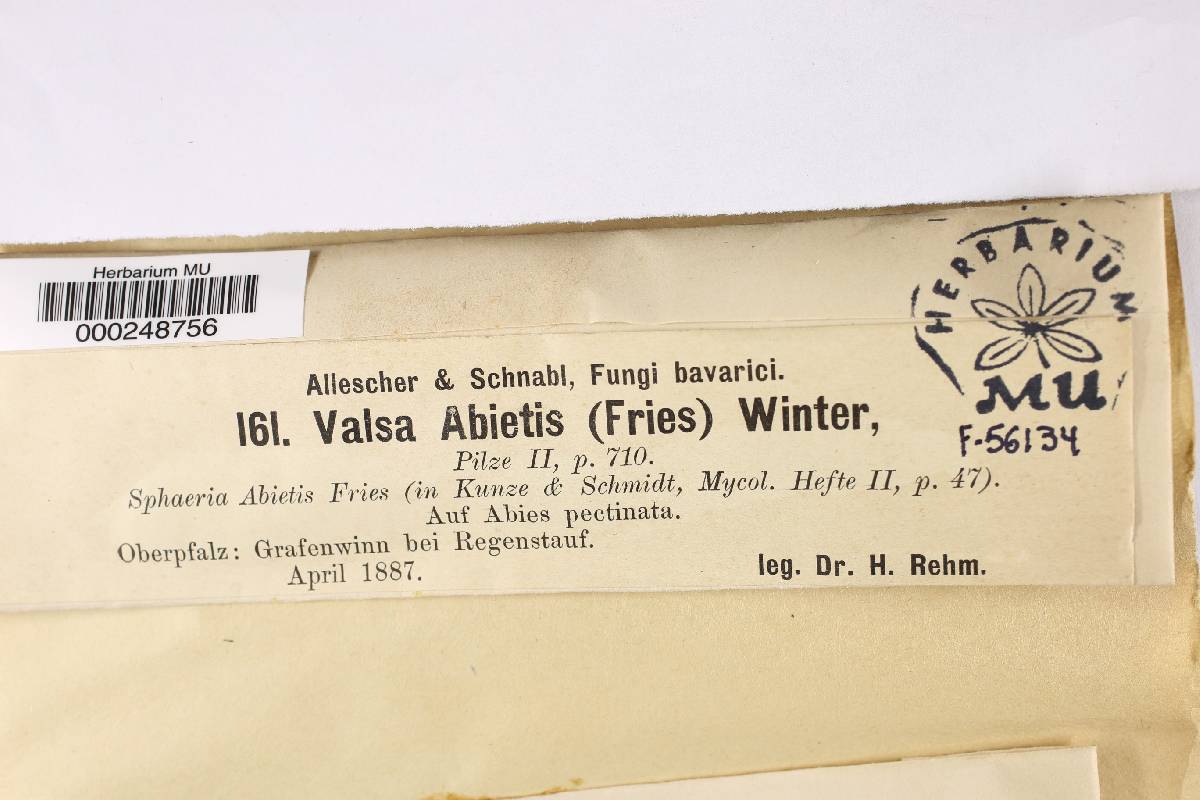 Herbarium MU
000248756
HERBARIUM
MU
F-56134
Allescher & Schnabl, Fungi bavarici.
161. Valsa Abietis (Fries) Winter,
Pilze II, p. 710.
Sphaeria Abietis Fries (in Kunze & Schmidt, Mycol. Hefte II, p. 47).
Auf Abies pectinata.
Oberpfalz: Grafenwinn bei Regenstauf.
April 1887.
leg. Dr. H. Rehm.